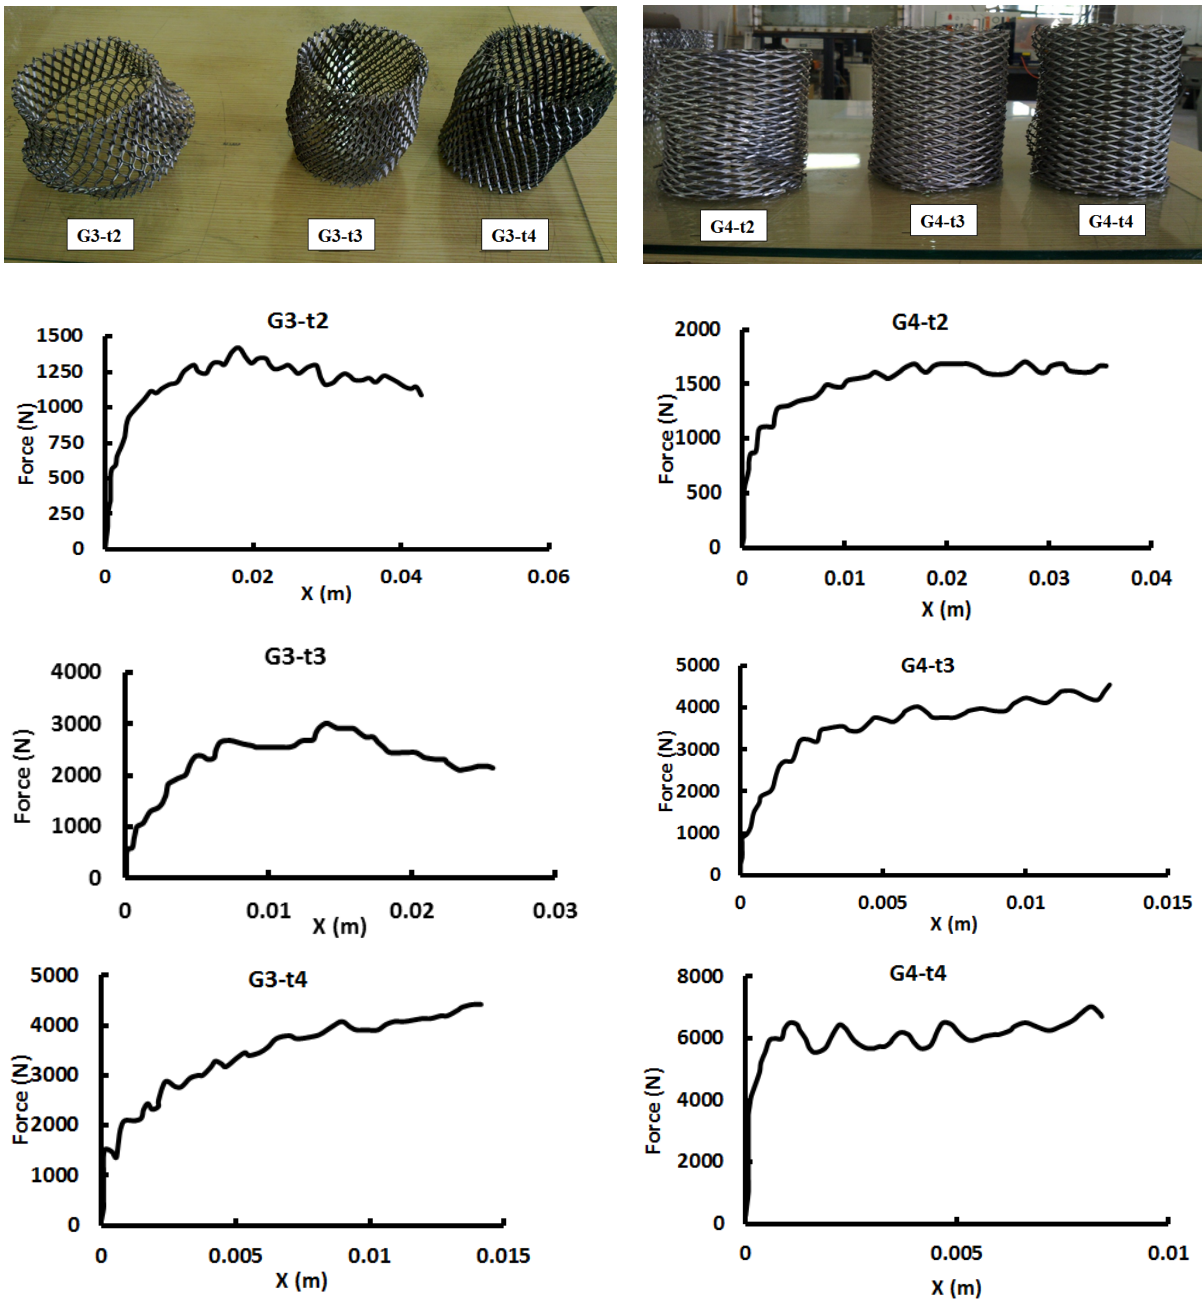 G3-t2
G3-t3
G3-t4
G4-t2
G4-t3
G4-t4
G3-t2
1500
1250
1000
750
500
250
0
Force (N)
0 0.02 0.04 0.06
X (m)
G4-t2
2000
1500
1000
500
0
Force (N)
0 0.01 0.02 0.03 0.04
X (m)
G3-t3
4000
3000
2000
1000
0
Force (N)
0 0.01 0.02 0.03
X (m)
G4-t3
5000
4000
3000
2000
1000
0
Force (N)
0 0.005 0.01 0.015
X (m)
G3-t4
5000
4000
3000
2000
1000
0
Force (N)
0 0.005 0.01 0.015
X (m)
G4-t4
8000
6000
4000
2000
0
Force (N)
0 0.005 0.01
X (m)